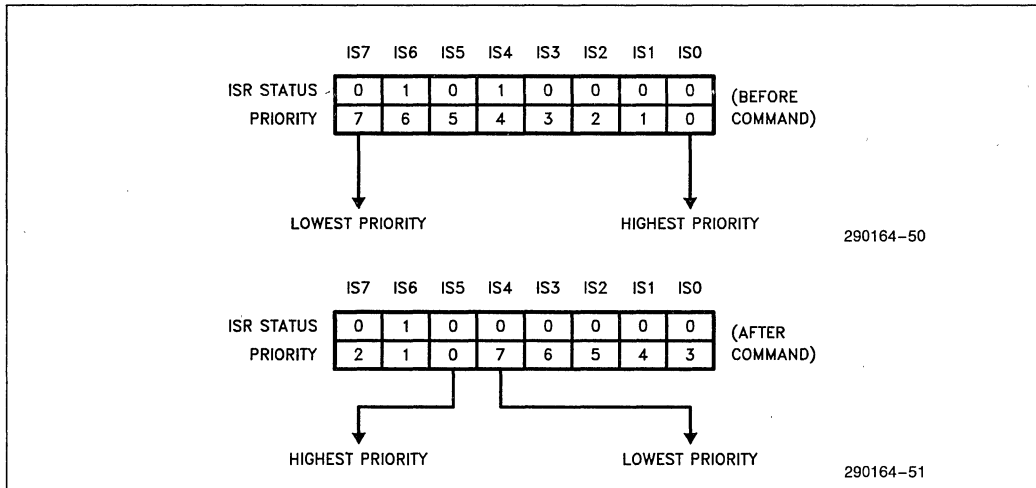 IS7 IS6 IS5 IS4 IS3 IS2 IS1 IS0
ISR STATUS 0 1 0 1 0 0 0 0 (BEFORE
PRIORITY 7 6 5 4 3 2 1 0 COMMAND)
LOWEST PRIORITY HIGHEST PRIORITY
290164-50
IS7 IS6 IS5 IS4 IS3 IS2 IS1 IS0
ISR STATUS 0 1 0 0 0 0 0 0 (AFTER
PRIORITY 2 1 0 7 6 5 4 3 COMMAND)
HIGHEST PRIORITY LOWEST PRIORITY
290164-51